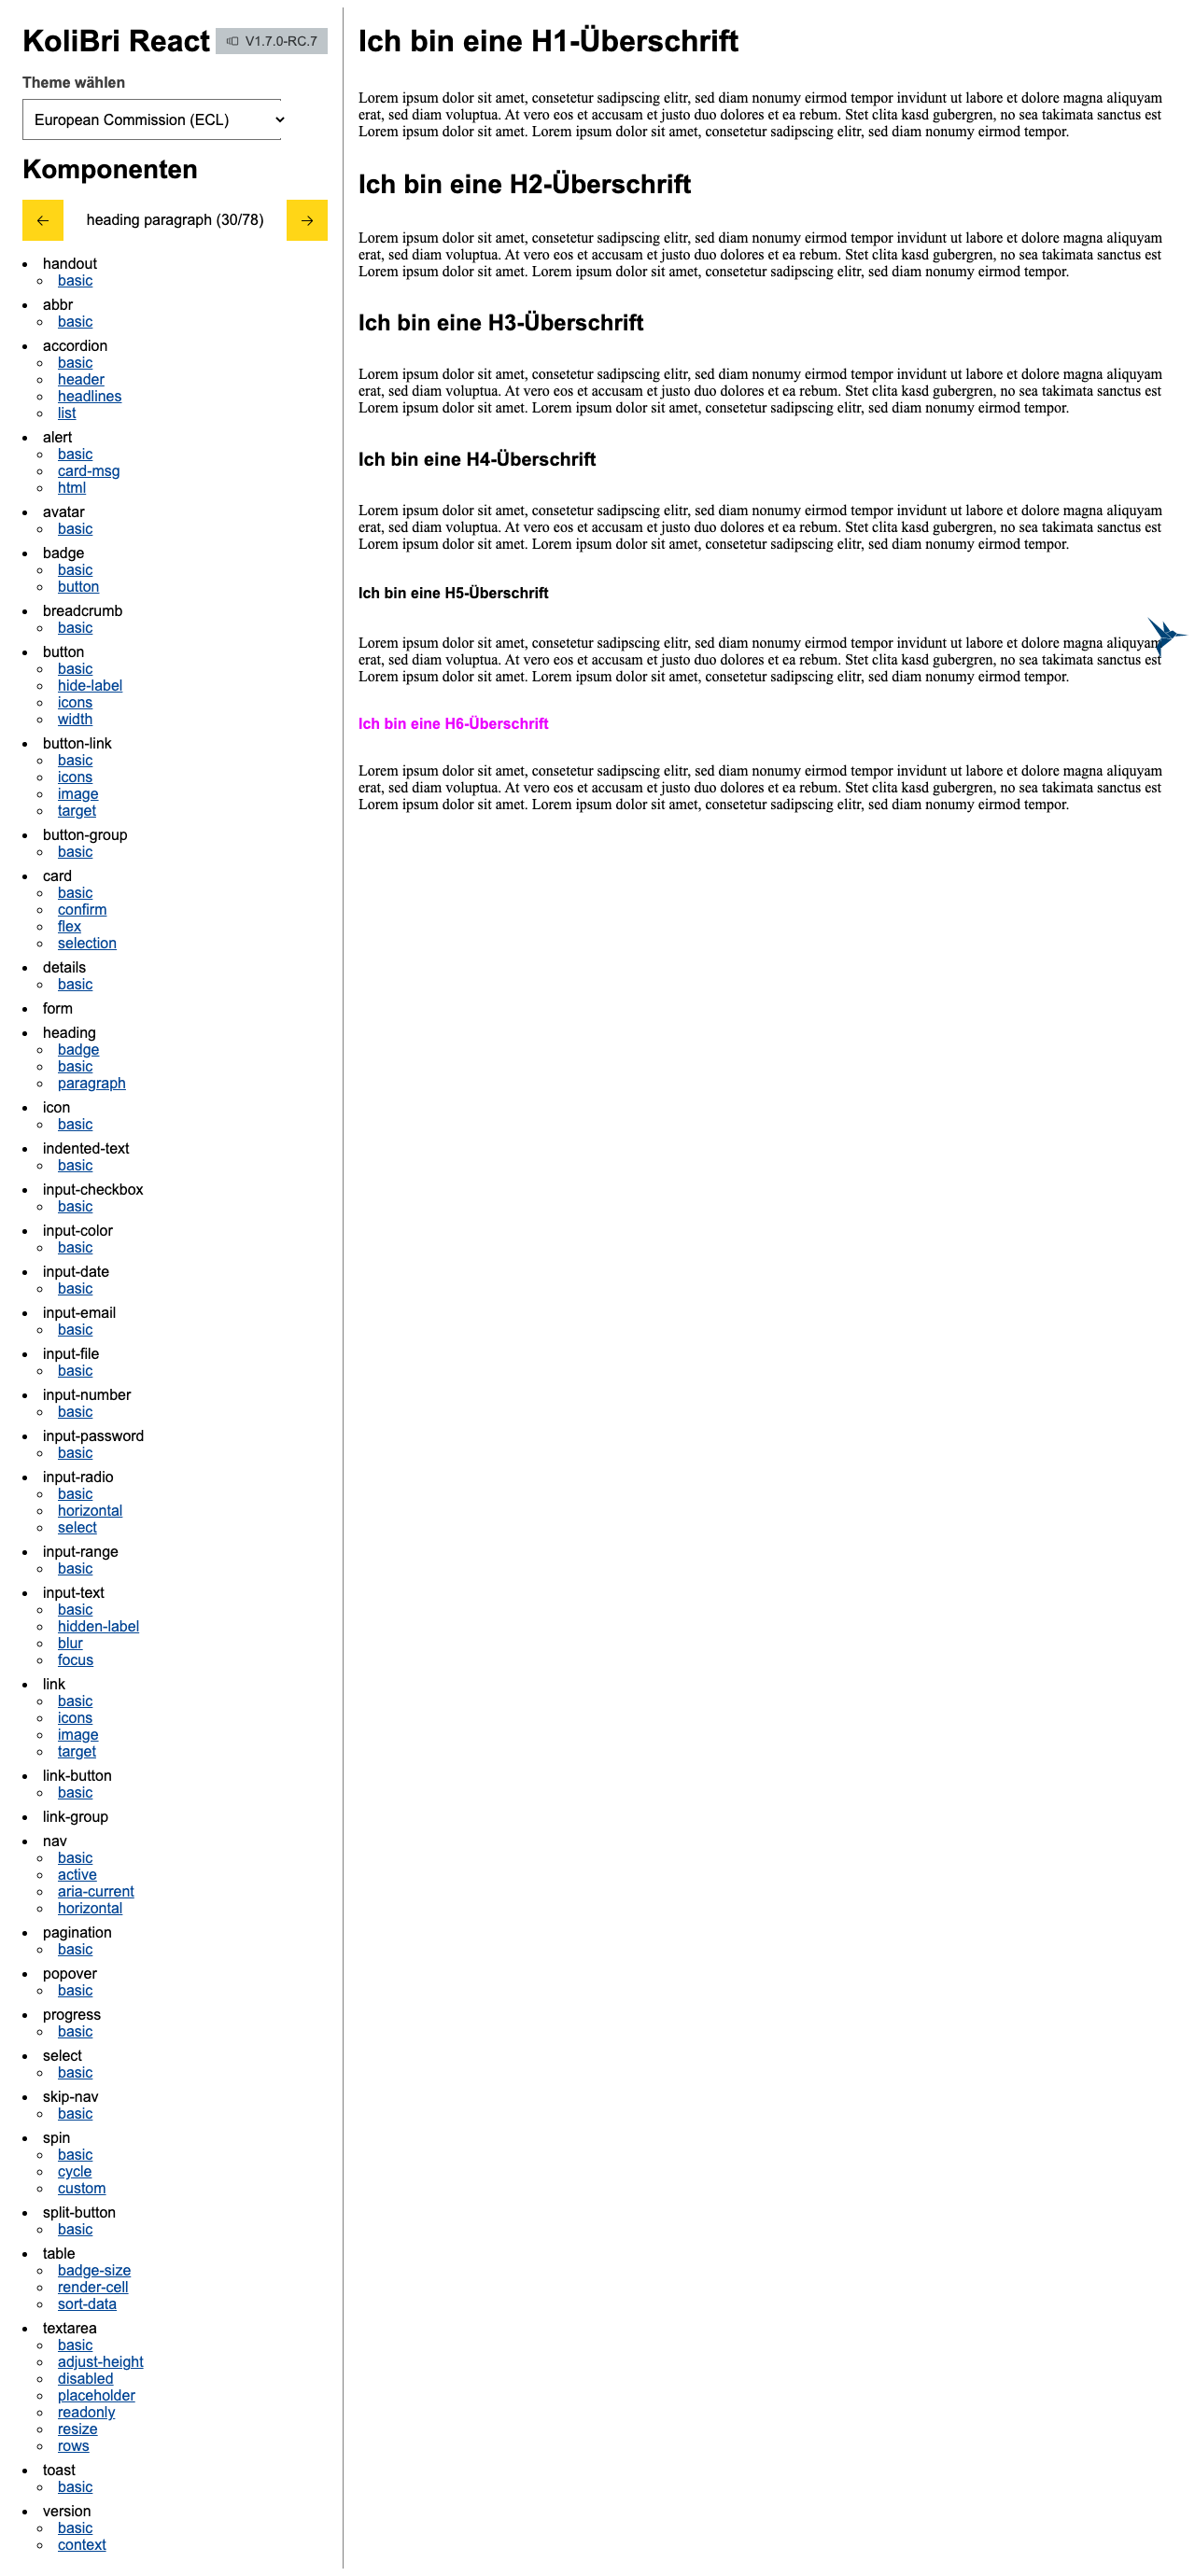 KoliBri React
V1.7.0-RC.7
Theme wählen
European Commission (ECL)
Komponenten
heading paragraph (30/78)
handout
basic
abbr
basic
accordion
basic
header
headlines
list
alert
basic
card-msg
html
avatar
basic
badge
basic
button
breadcrumb
basic
button
basic
hide-label
icons
width
button-link
basic
icons
image
target
button-group
basic
card
basic
confirm
flex
selection
details
basic
form
heading
badge
basic
paragraph
icon
basic
indented-text
basic
input-checkbox
basic
input-color
basic
input-date
basic
input-email
basic
input-file
basic
input-number
basic
input-password
basic
input-radio
basic
horizontal
select
input-range
basic
input-text
basic
hidden-label
blur
focus
link
basic
icons
image
target
link-button
basic
link-group
nav
basic
active
aria-current
horizontal
pagination
basic
popover
basic
progress
basic
select
basic
skip-nav
basic
spin
basic
cycle
custom
split-button
basic
table
badge-size
render-cell
sort-data
textarea
basic
adjust-height
disabled
placeholder
readonly
resize
rows
toast
basic
version
basic
context
Ich bin eine H1-Überschrift
Lorem ipsum dolor sit amet, consetetur sadipscing elitr, sed diam nonumy eirmod tempor invidunt ut labore et dolore magna aliquyam
erat, sed diam voluptua. At vero eos et accusam et justo duo dolores et ea rebum. Stet clita kasd gubergren, no sea takimata sanctus est
Lorem ipsum dolor sit amet. Lorem ipsum dolor sit amet, consetetur sadipscing elitr, sed diam nonumy eirmod tempor.
Ich bin eine H2-Überschrift
Lorem ipsum dolor sit amet, consetetur sadipscing elitr, sed diam nonumy eirmod tempor invidunt ut labore et dolore magna aliquyam
erat, sed diam voluptua. At vero eos et accusam et justo duo dolores et ea rebum. Stet clita kasd gubergren, no sea takimata sanctus est
Lorem ipsum dolor sit amet. Lorem ipsum dolor sit amet, consetetur sadipscing elitr, sed diam nonumy eirmod tempor.
Ich bin eine H3-Überschrift
Lorem ipsum dolor sit amet, consetetur sadipscing elitr, sed diam nonumy eirmod tempor invidunt ut labore et dolore magna aliquyam
erat, sed diam voluptua. At vero eos et accusam et justo duo dolores et ea rebum. Stet clita kasd gubergren, no sea takimata sanctus est
Lorem ipsum dolor sit amet. Lorem ipsum dolor sit amet, consetetur sadipscing elitr, sed diam nonumy eirmod tempor.
Ich bin eine H4-Überschrift
Lorem ipsum dolor sit amet, consetetur sadipscing elitr, sed diam nonumy eirmod tempor invidunt ut labore et dolore magna aliquyam
erat, sed diam voluptua. At vero eos et accusam et justo duo dolores et ea rebum. Stet clita kasd gubergren, no sea takimata sanctus est
Lorem ipsum dolor sit amet. Lorem ipsum dolor sit amet, consetetur sadipscing elitr, sed diam nonumy eirmod tempor.
Ich bin eine H5-Überschrift
Lorem ipsum dolor sit amet, consetetur sadipscing elitr, sed diam nonumy eirmod tempor invidunt ut labore et dolore magna aliquyam
erat, sed diam voluptua. At vero eos et accusam et justo duo dolores et ea rebum. Stet clita kasd gubergren, no sea takimata sanctus est
Lorem ipsum dolor sit amet. Lorem ipsum dolor sit amet, consetetur sadipscing elitr, sed diam nonumy eirmod tempor.
Ich bin eine H6-Überschrift
Lorem ipsum dolor sit amet, consetetur sadipscing elitr, sed diam nonumy eirmod tempor invidunt ut labore et dolore magna aliquyam
erat, sed diam voluptua. At vero eos et accusam et justo duo dolores et ea rebum. Stet clita kasd gubergren, no sea takimata sanctus est
Lorem ipsum dolor sit amet. Lorem ipsum dolor sit amet, consetetur sadipscing elitr, sed diam nonumy eirmod tempor.